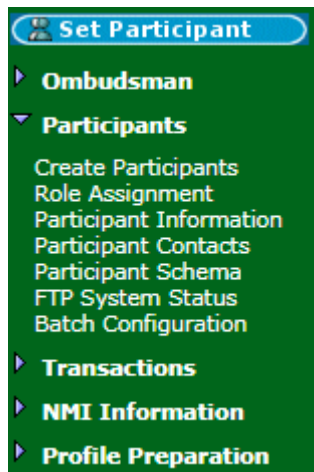 Set Participant
Ombudsman
Participants
Create Participants
Role Assignment
Participant Information
Participant Contacts
Participant Schema
FTP System Status
Batch Configuration
Transactions
NMI Information
Profile Preparation